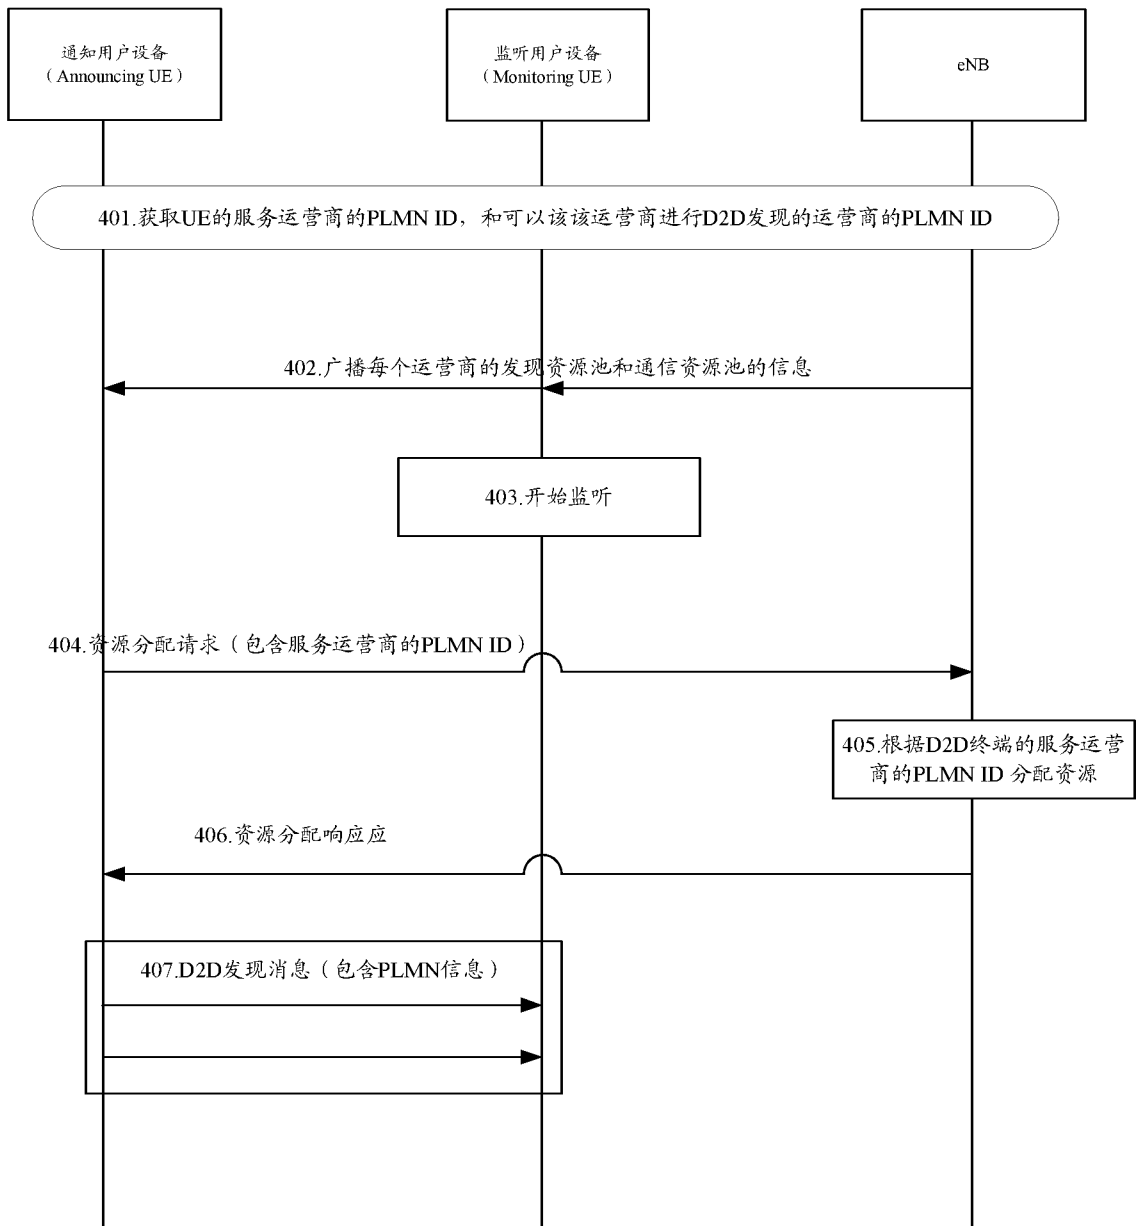 通知用户设备
（Announcing UE）
监听用户设备
（Monitoring UE）
eNB
401.获取UE的服务运营商的PLMN ID，和可以该该运营商进行D2D发现的运营商的PLMN ID
402.广播每个运营商的发现资源池和通信资源池的信息
403.开始监听
404.资源分配请求（包含服务运营商的PLMN ID）
405.根据D2D终端的服务运营
商的PLMN ID 分配资源
406.资源分配响应应
407.D2D发现消息（包含PLMN信息）